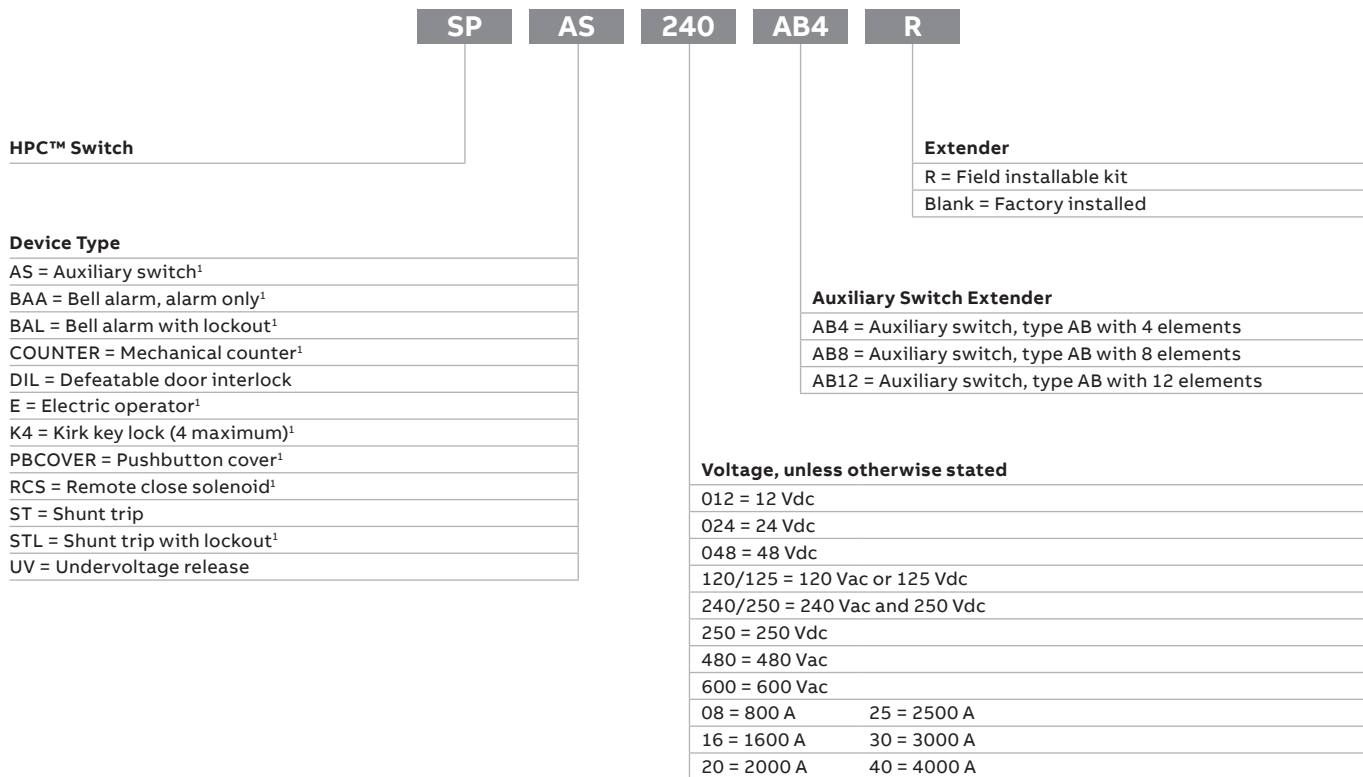 SP AS 240 AB4 R
HPC™ Switch
Device Type
AS = Auxiliary switch¹
BAA = Bell alarm, alarm only¹
BAL = Bell alarm with lockout¹
COUNTER = Mechanical counter¹
DIL = Defeatable door interlock
E = Electric operator¹
K4 = Kirk key lock (4 maximum)¹
PBCOVER = Pushbutton cover¹
RCS = Remote close solenoid¹
ST = Shunt trip
STL = Shunt trip with lockout¹
UV = Undervoltage release
Extender
R = Field installable kit
Blank = Factory installed
Auxiliary Switch Extender
AB4 = Auxiliary switch, type AB with 4 elements
AB8 = Auxiliary switch, type AB with 8 elements
AB12 = Auxiliary switch, type AB with 12 elements
Voltage, unless otherwise stated
012 = 12 Vdc
024 = 24 Vdc
048 = 48 Vdc
120/125 = 120 Vac or 125 Vdc
240/250 = 240 Vac and 250 Vdc
250 = 250 Vdc
480 = 480 Vac
600 = 600 Vac
08 = 800 A 25 = 2500 A
16 = 1600 A 30 = 3000 A
20 = 2000 A 40 = 4000 A